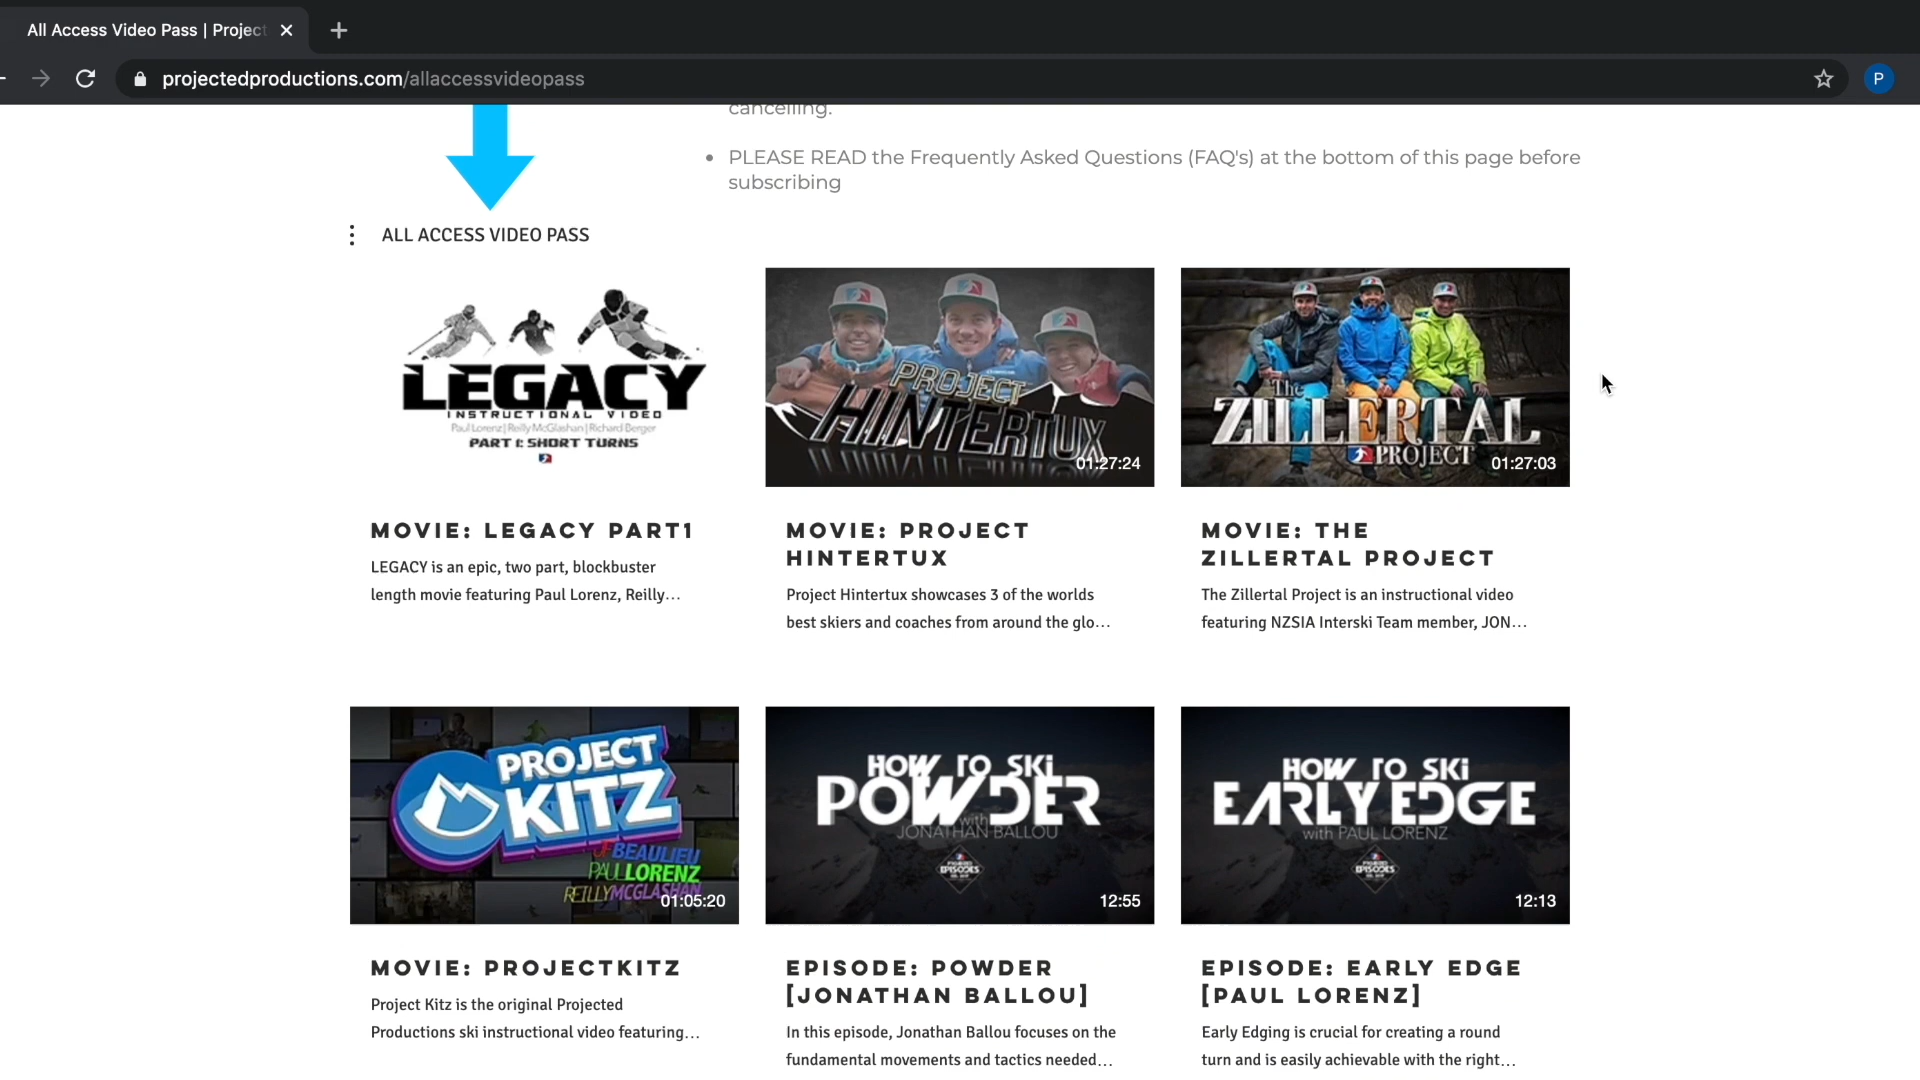 All Access Video Pass | Project
projectedproductions.com/allaccessvideopass
P
cancelling.
PLEASE READ the Frequently Asked Questions (FAQ's) at the bottom of this page before
subscribing
ALL ACCESS VIDEO PASS
LEGACY
INSTRUCTIONAL VIDEO
Paul Lorenz | Reilly McGlashan | Richard Berger
PART I: SHORT TURNS
PROJECT
HINTERTUX
01:27:24
The
ZILLERTAL
PROJECT
01:27:03
MOVIE: LEGACY PART1
LEGACY is an epic, two part, blockbuster
length movie featuring Paul Lorenz, Reilly...
MOVIE: PROJECT
HINTERTUX
Project Hintertux showcases 3 of the worlds
best skiers and coaches from around the glo...
MOVIE: THE
ZILLERTAL PROJECT
The Zillertal Project is an instructional video
featuring NZSIA Interski Team member, JON...
PROJECT
KITZ
JFBEAULIEU
PAULLORENZ
REILLYMCGLASHAN
01:05:20
HOW TO SKI
POWDER
with
JONATHAN BALLOU
PROJECTED
EPISODES
12:55
HOW TO SKI
EARLY EDGE
with PAUL LORENZ
PROJECTED
EPISODES
12:13
MOVIE: PROJECTKITZ
Project Kitz is the original Projected
Productions ski instructional video featuring...
EPISODE: POWDER
[JONATHAN BALLOU]
In this episode, Jonathan Ballou focuses on the
fundamental movements and tactics needed...
EPISODE: EARLY EDGE
[PAUL LORENZ]
Early Edging is crucial for creating a round
turn and is easily achievable with the right...